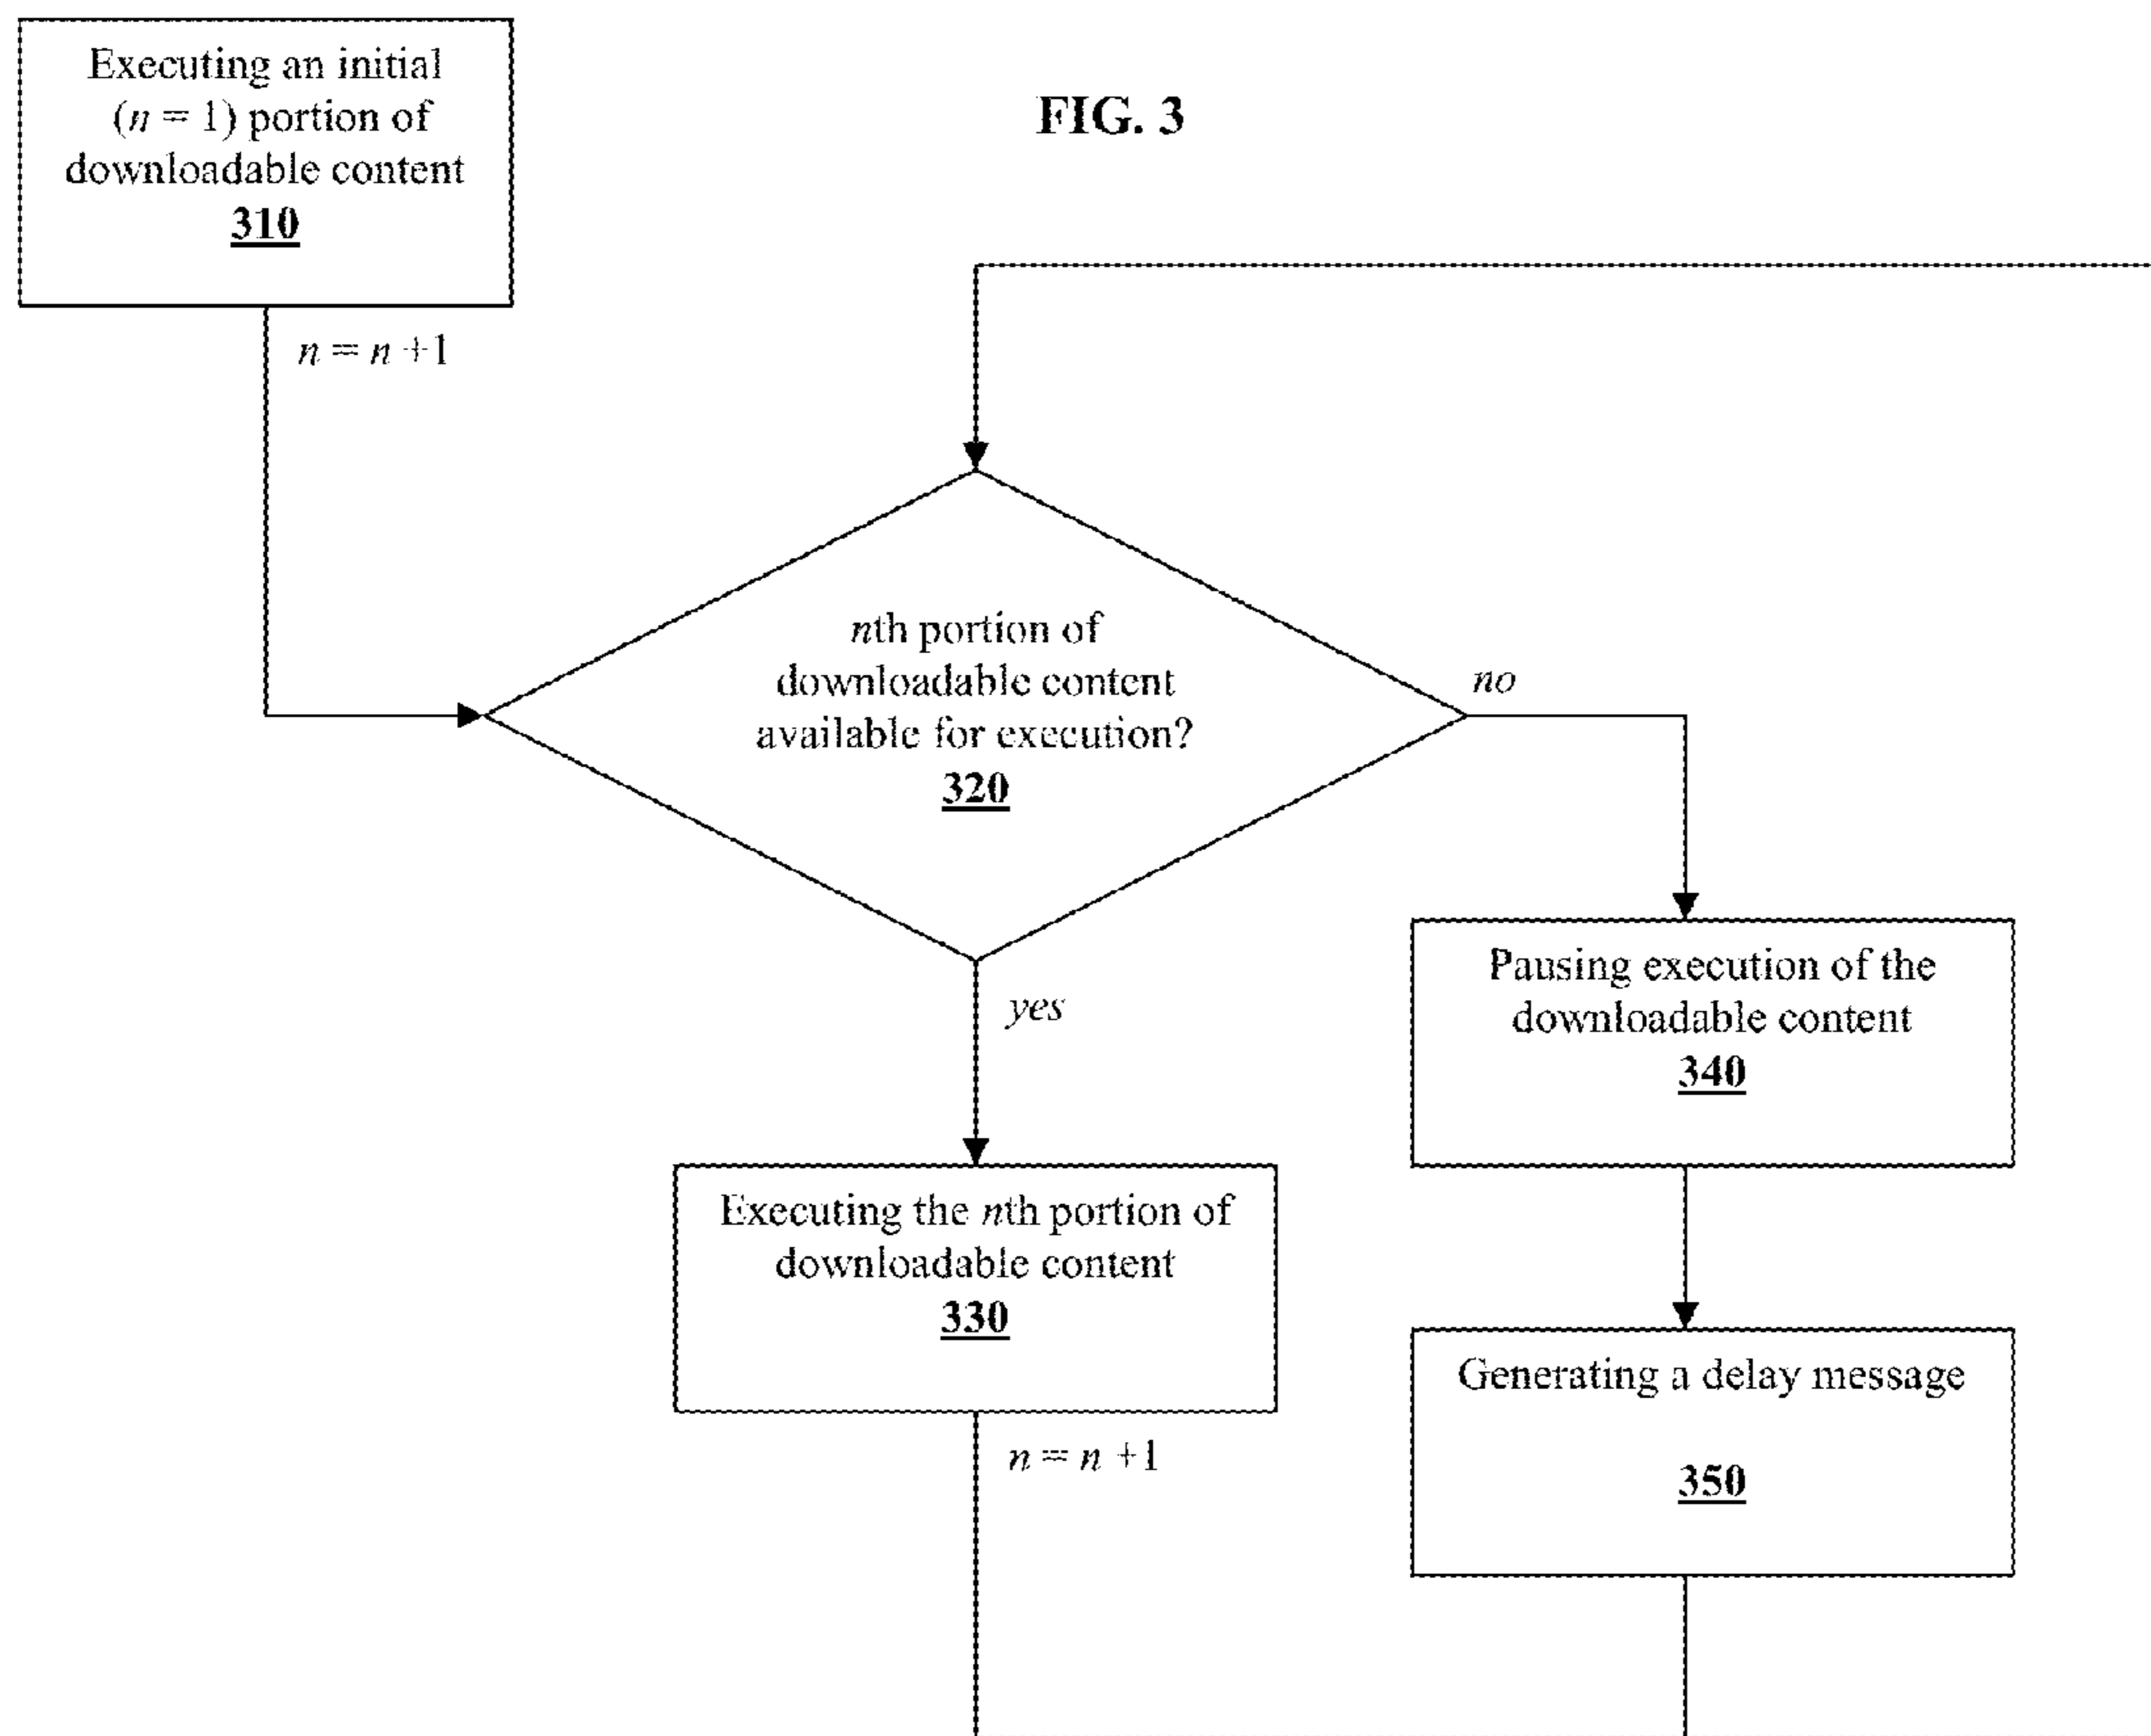 Executing an initial
(n = 1) portion of
downloadable content
310
FIG. 3
n = n +1
nth portion of
downloadable content
available for execution?
320
no
yes
Pausing execution of the
downloadable content
340
Executing the nth portion of
downloadable content
330
Generating a delay message
350
n = n +1